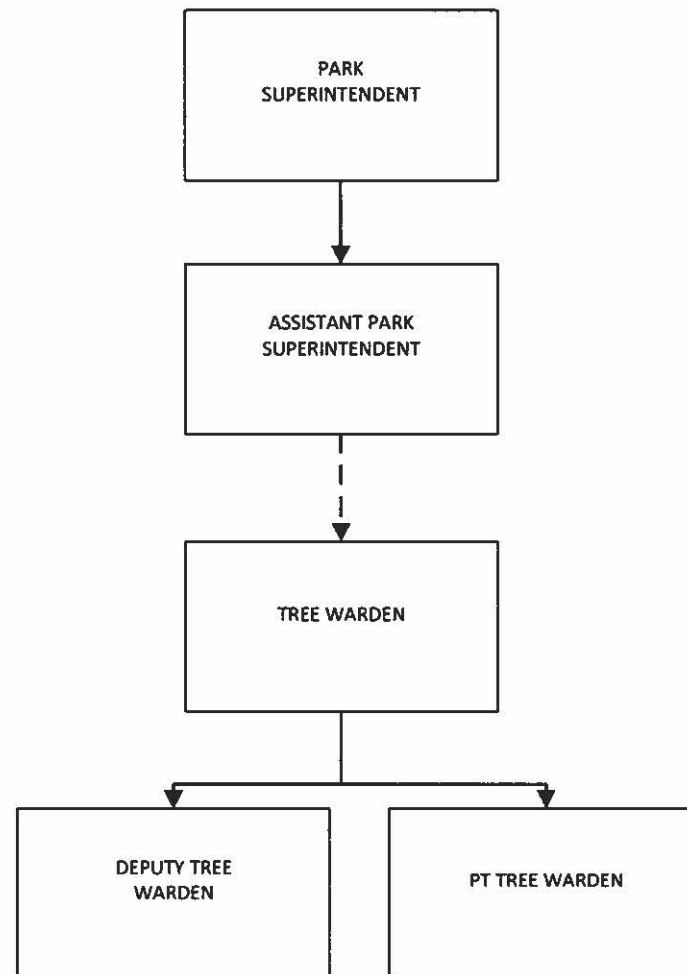 PARK
SUPERINTENDENT
ASSISTANT PARK
SUPERINTENDENT
TREE WARDEN
DEPUTY TREE
WARDEN
PT TREE WARDEN